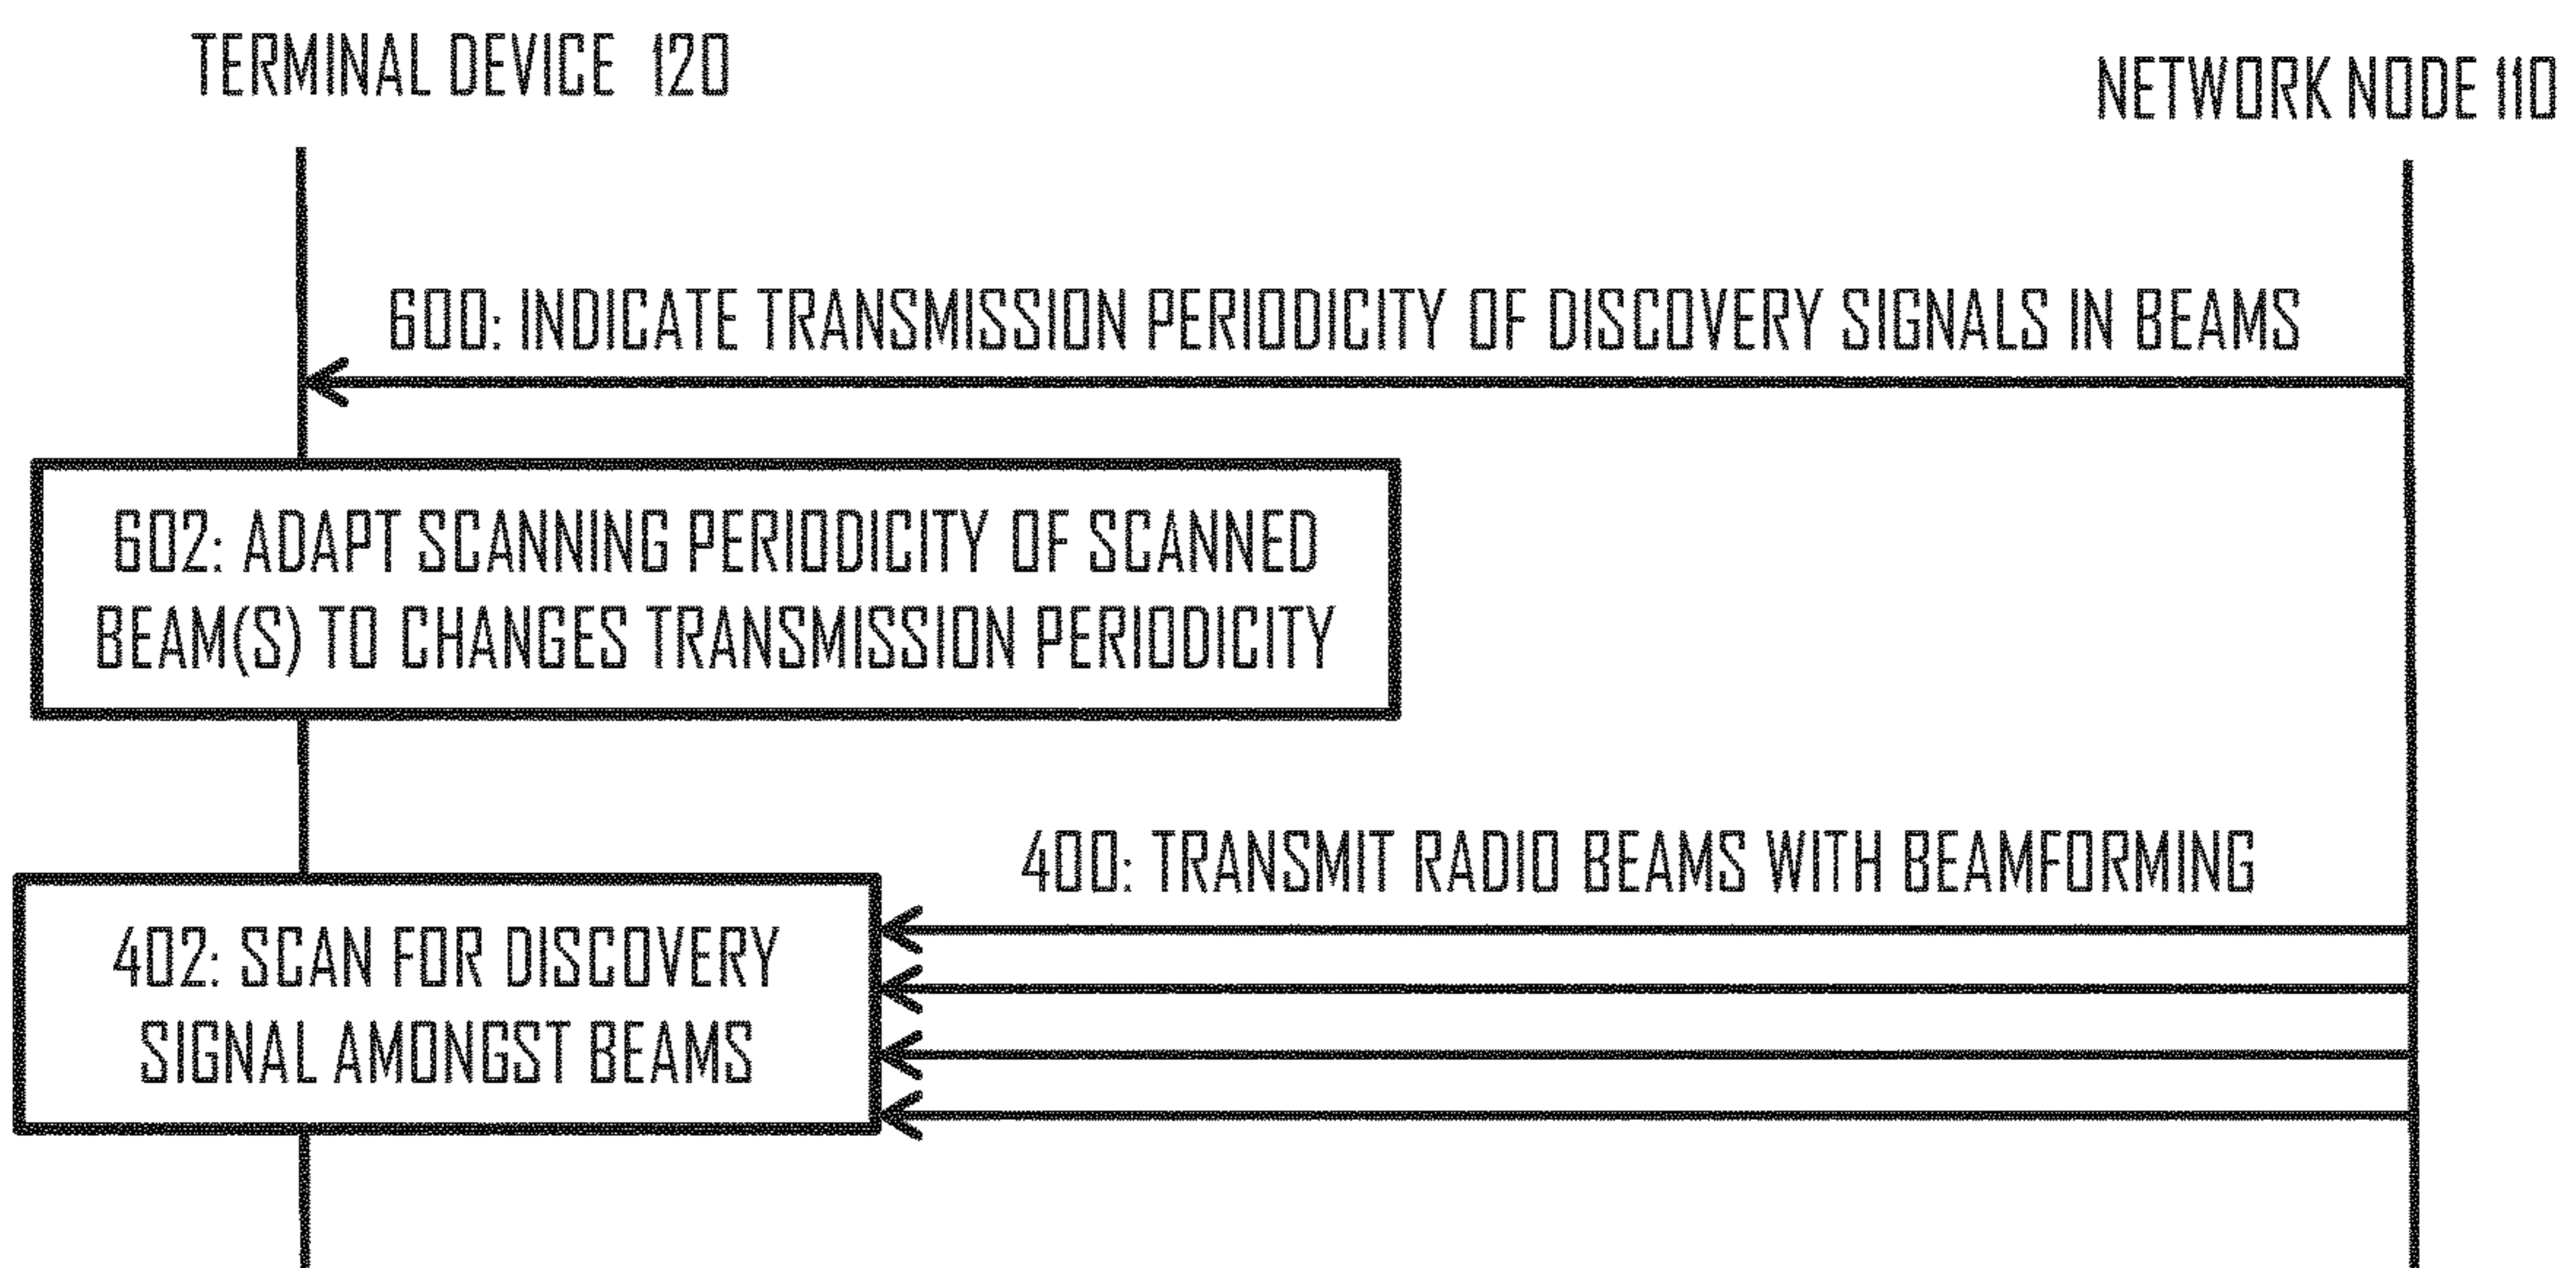 TERMINAL DEVICE 120
NETWORK NODE 110
600: INDICATE TRANSMISSION PERIODICITY OF DISCOVERY SIGNALS IN BEAMS
602: ADAPT SCANNING PERIODICITY OF SCANNED
BEAM(S) TO CHANGES TRANSMISSION PERIODICITY
400: TRANSMIT RADIO BEAMS WITH BEAMFORMING
402: SCAN FOR DISCOVERY
SIGNAL AMONGST BEAMS